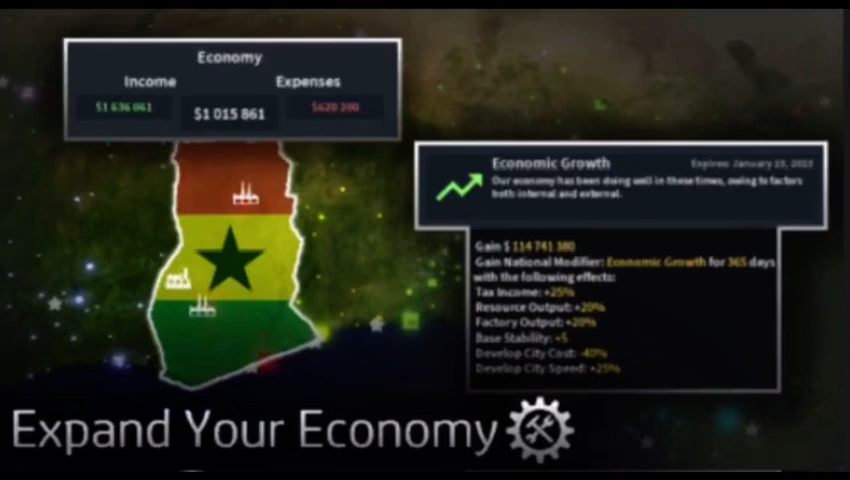 Economy
Income Expenses
$1 636 061 $1 015 861 $620 200
Economic Growth Expires: January 23, 2023
Our economy has been doing well in these times, owing to factors
both internal and external.
Gain $ 114 741 380
Gain National Modifier: Economic Growth for 365 days
with the following effects:
Tax Income: +25%
Resource Output: +20%
Factory Output: +20%
Base Stability: +5
Develop City Cost: -40%
Develop City Speed: +25%
Expand Your Economy